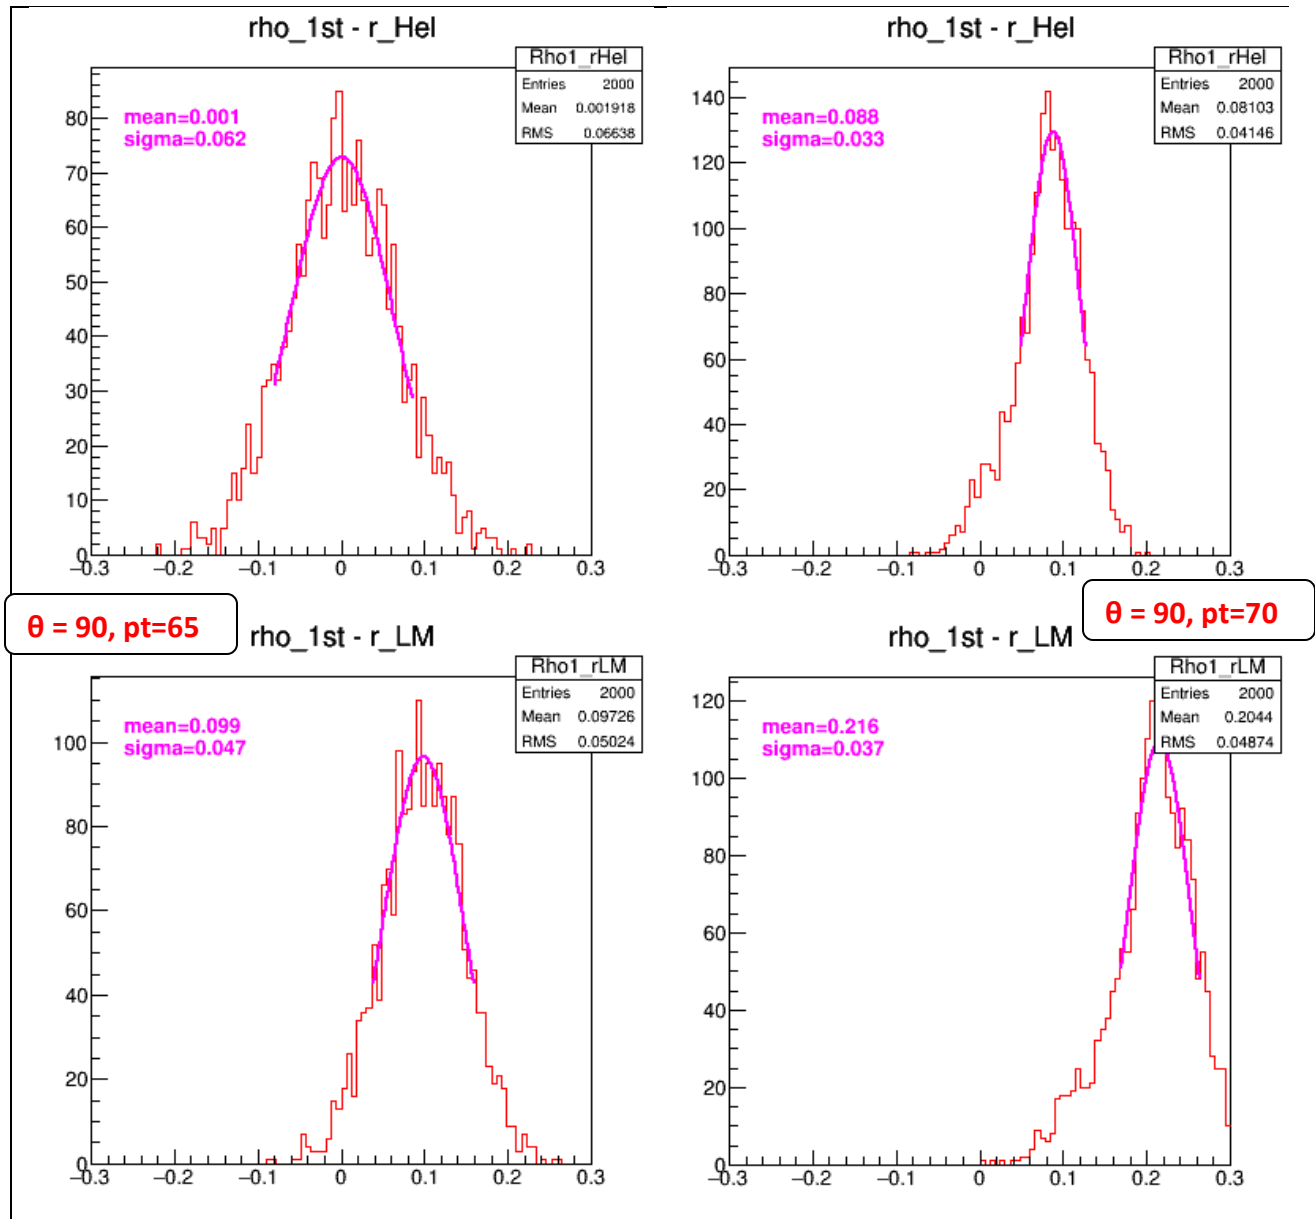 rho_1st - r_Hel
Rho1_rHel
Entries 2000
Mean 0.001918
RMS 0.06638
mean=0.001
sigma=0.062
80
70
60
50
40
30
20
10
0
−0.3 −0.2 −0.1 0 0.1 0.2 0.3
rho_1st - r_Hel
Rho1_rHel
Entries 2000
Mean 0.08103
RMS 0.04146
mean=0.088
sigma=0.033
140
120
100
80
60
40
20
0
−0.3 −0.2 −0.1 0 0.1 0.2 0.3
θ = 90, pt=65
θ = 90, pt=70
rho_1st - r_LM
Rho1_rLM
Entries 2000
Mean 0.09726
RMS 0.05024
mean=0.099
sigma=0.047
100
80
60
40
20
0
−0.3 −0.2 −0.1 0 0.1 0.2 0.3
rho_1st - r_LM
Rho1_rLM
Entries 2000
Mean 0.2044
RMS 0.04874
mean=0.216
sigma=0.037
120
100
80
60
40
20
0
−0.3 −0.2 −0.1 0 0.1 0.2 0.3